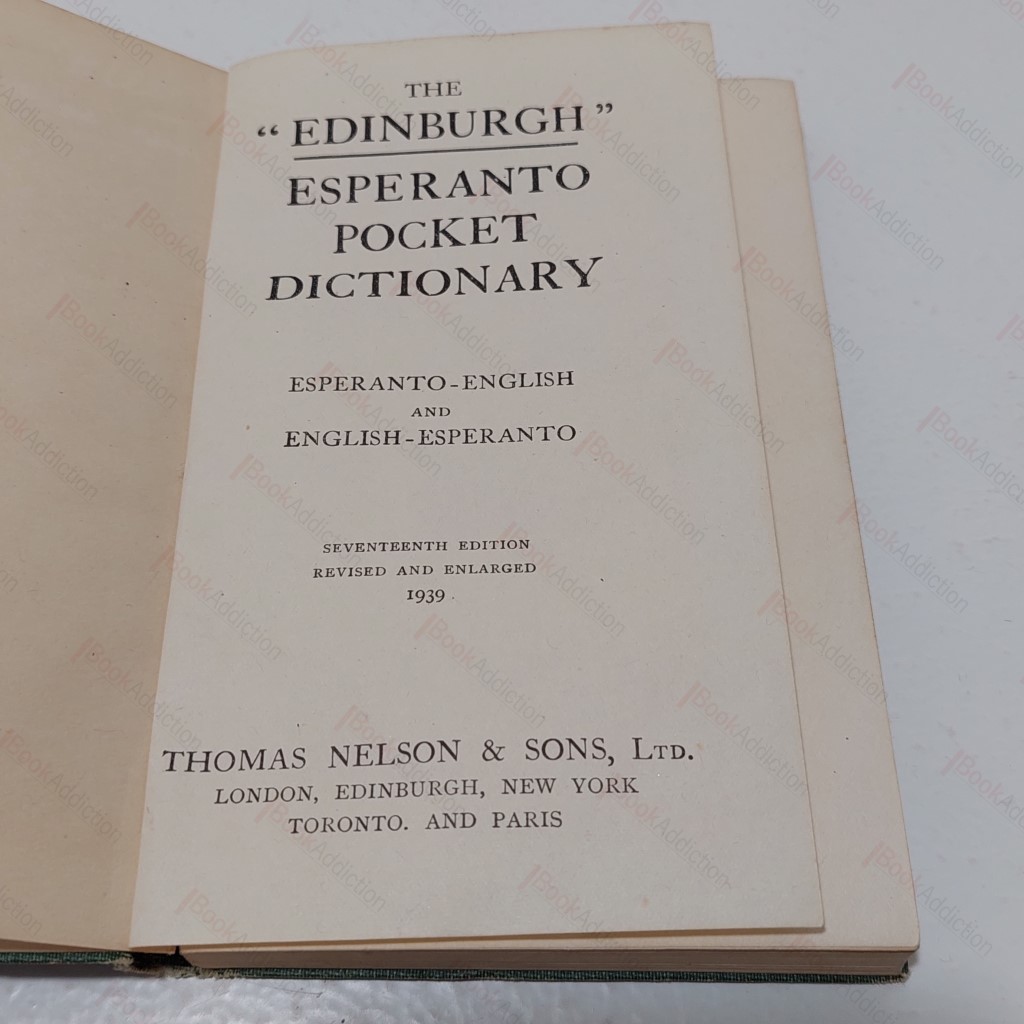 THE
“EDINBURGH”
ESPERANTO
POCKET
DICTIONARY
ESPERANTO-ENGLISH
AND
ENGLISH-ESPERANTO
SEVENTEENTH EDITION
REVISED AND ENLARGED
1939
THOMAS NELSON & SONS, LTD.
LONDON, EDINBURGH, NEW YORK
TORONTO. AND PARIS
BookAddiction